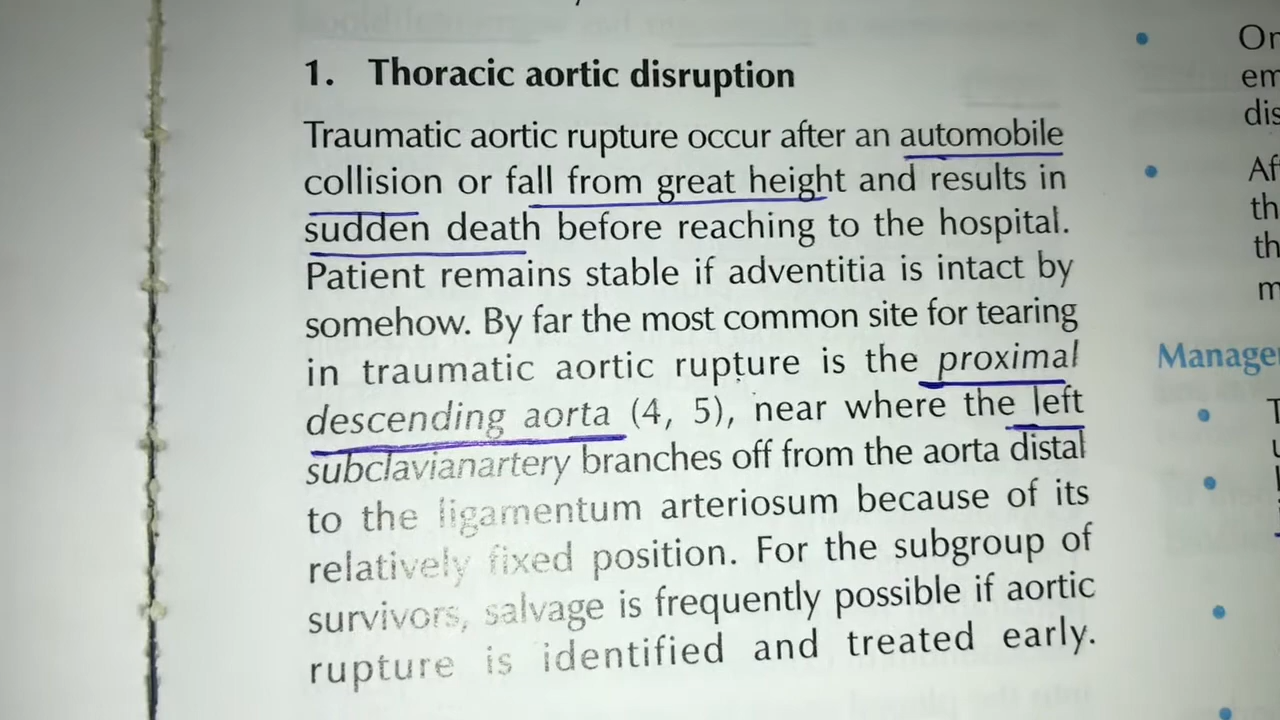 1. Thoracic aortic disruption
Traumatic aortic rupture occur after an automobile
collision or fall from great height and results in
sudden death before reaching to the hospital.
Patient remains stable if adventitia is intact by
somehow. By far the most common site for tearing
in traumatic aortic rupture is the proximal
descending aorta (4, 5), near where the left
subclavianartery branches off from the aorta distal
to the ligamentum arteriosum because of its
relatively fixed position. For the subgroup of
survivors, salvage is frequently possible if aortic
rupture is identified and treated early.